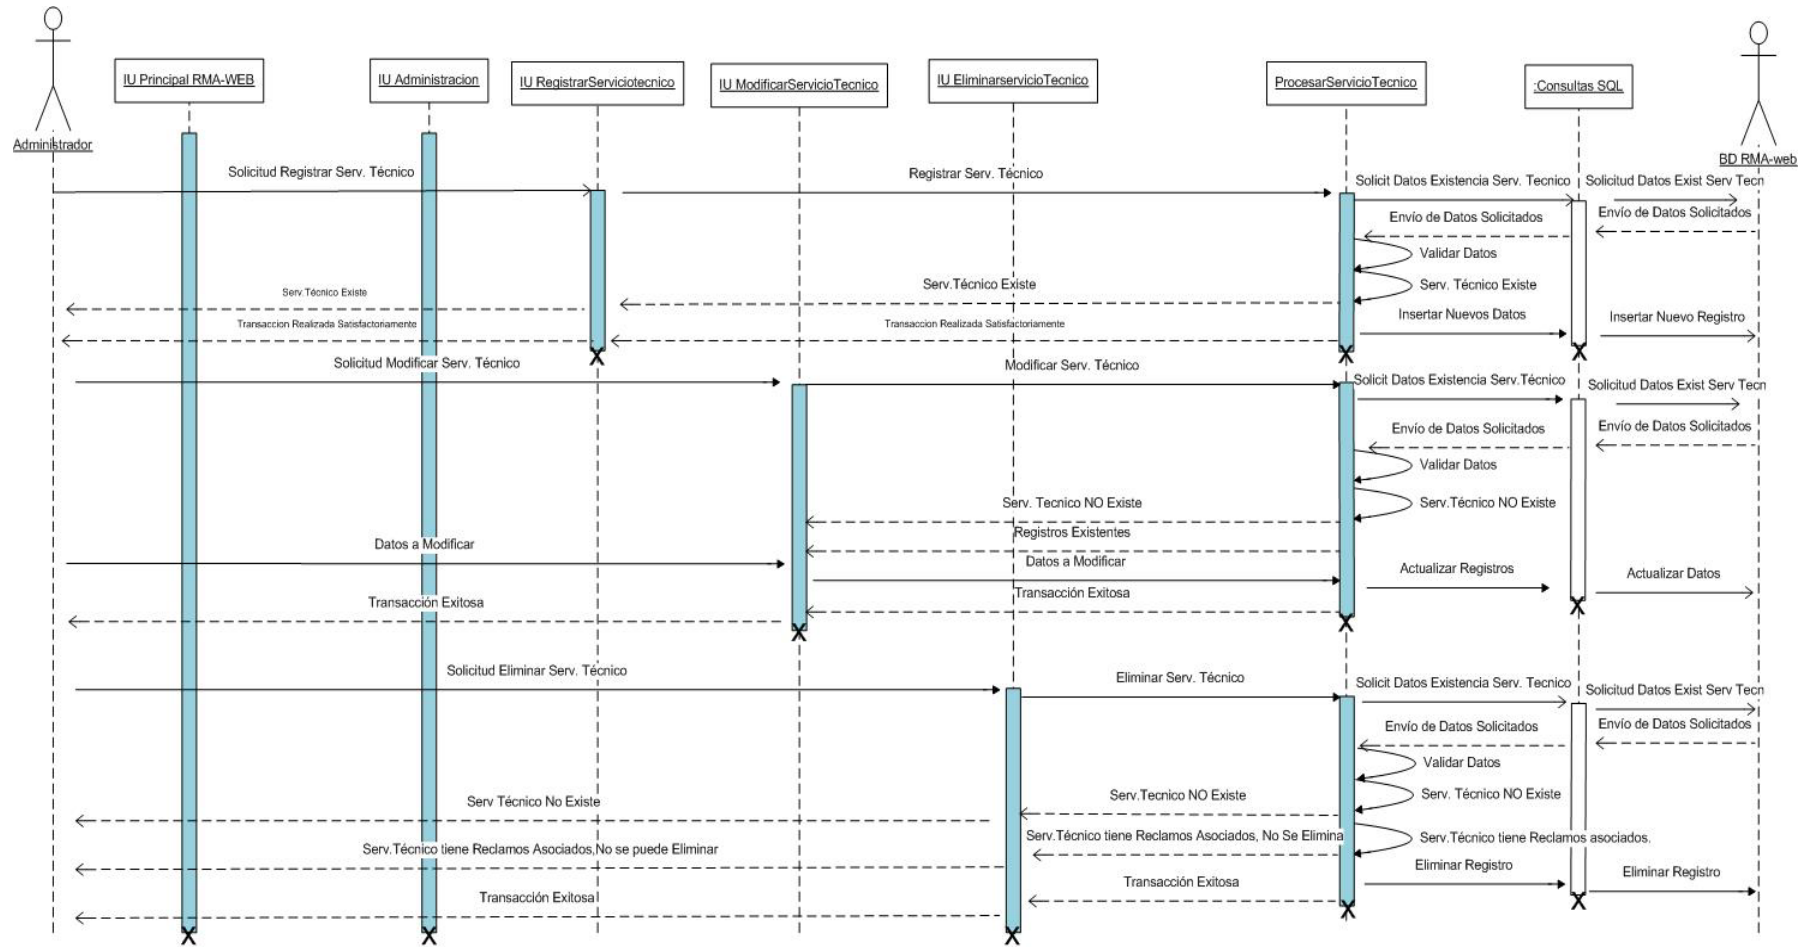 IU Principal RMA-WEB
IU Administracion
IU RegistrarServiciotecnico
IU ModificarServicioTecnico
IU EliminarservicioTecnico
ProcesarServicioTecnico
:Consultas SQL
Administrador
BD RMA-web
Solicitud Registrar Serv. Técnico
Registrar Serv. Técnico
Solicit Datos Existencia Serv. Tecnico
Solicitud Datos Exist Serv Tecn
Envío de Datos Solicitados
Envío de Datos Solicitados
Validar Datos
Serv.Técnico Existe
Serv.Técnico Existe
Serv. Técnico Existe
Transaccion Realizada Satisfactoriamente
Transaccion Realizada Satisfactoriamente
Insertar Nuevos Datos
Insertar Nuevo Registro
X
X
X
Solicitud Modificar Serv. Técnico
Modificar Serv. Técnico
Solicit Datos Existencia Serv.Técnico
Solicitud Datos Exist Serv Tecn
Envío de Datos Solicitados
Envío de Datos Solicitados
Validar Datos
Serv. Tecnico NO Existe
Serv.Técnico NO Existe
Registros Existentes
Datos a Modificar
Datos a Modificar
Actualizar Registros
Actualizar Datos
Transacción Exitosa
Transacción Exitosa
X
X
X
Solicitud Eliminar Serv. Técnico
Eliminar Serv. Técnico
Solicit Datos Existencia Serv. Tecnico
Solicitud Datos Exist Serv Tecn
Envío de Datos Solicitados
Envío de Datos Solicitados
Validar Datos
Serv Técnico No Existe
Serv.Tecnico NO Existe
Serv. Técnico NO Existe
Serv.Técnico tiene Reclamos Asociados,No se puede Eliminar
Serv.Técnico tiene Reclamos Asociados, No Se Elimina
Serv.Técnico tiene Reclamos asociados.
Eliminar Registro
Eliminar Registro
Transacción Exitosa
Transacción Exitosa
X
X
X
X
X